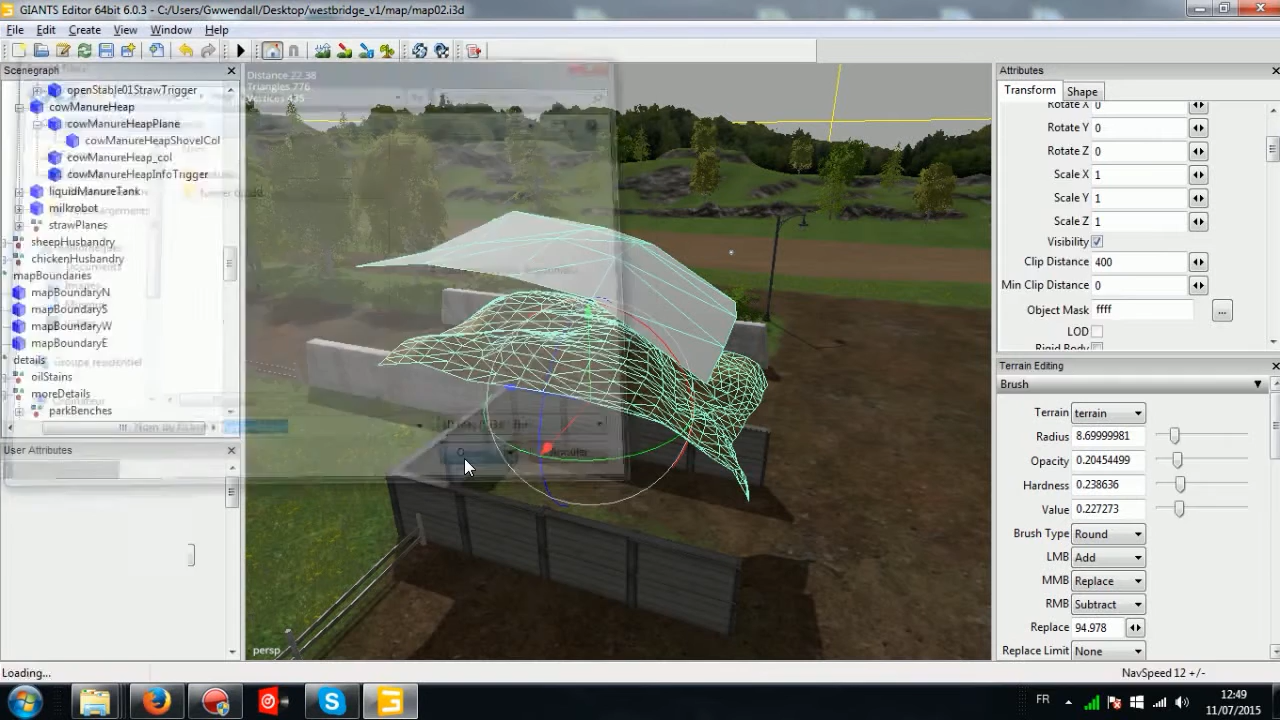 GIANTS Editor 64bit 6.0.3 - C:/Users/Gwwendall/Desktop/westbridge_v1/map/map02.i3d
File Edit Create View Window Help
Scenegraph
openStable01StrawTrigger
cowManureHeap
cowManureHeapPlane
cowManureHeapShovelCol
cowManureHeap_col
cowManureHeapInfoTrigger
liquidManureTank
milkrobot
strawPlanes
sheepHusbandry
chickenHusbandry
mapBoundaries
mapBoundaryN
mapBoundaryS
mapBoundaryW
mapBoundaryE
details
oilStains
moreDetails
parkBenches
User Attributes
Distance 22.38
Triangles 776
Vertices 435
persp
Attributes
Transform Shape
Rotate X 0
Rotate Y 0
Rotate Z 0
Scale X 1
Scale Y 1
Scale Z 1
Visibility
Clip Distance 400
Min Clip Distance 0
Object Mask ffff ...
LOD
Rigid Body
Terrain Editing
Brush
Terrain terrain
Radius 8.69999981
Opacity 0.20454499
Hardness 0.238636
Value 0.227273
Brush Type Round
LMB Add
MMB Replace
RMB Subtract
Replace 94.978
Replace Limit None
Loading...
NavSpeed 12 +/-
FR
12:49
11/07/2015